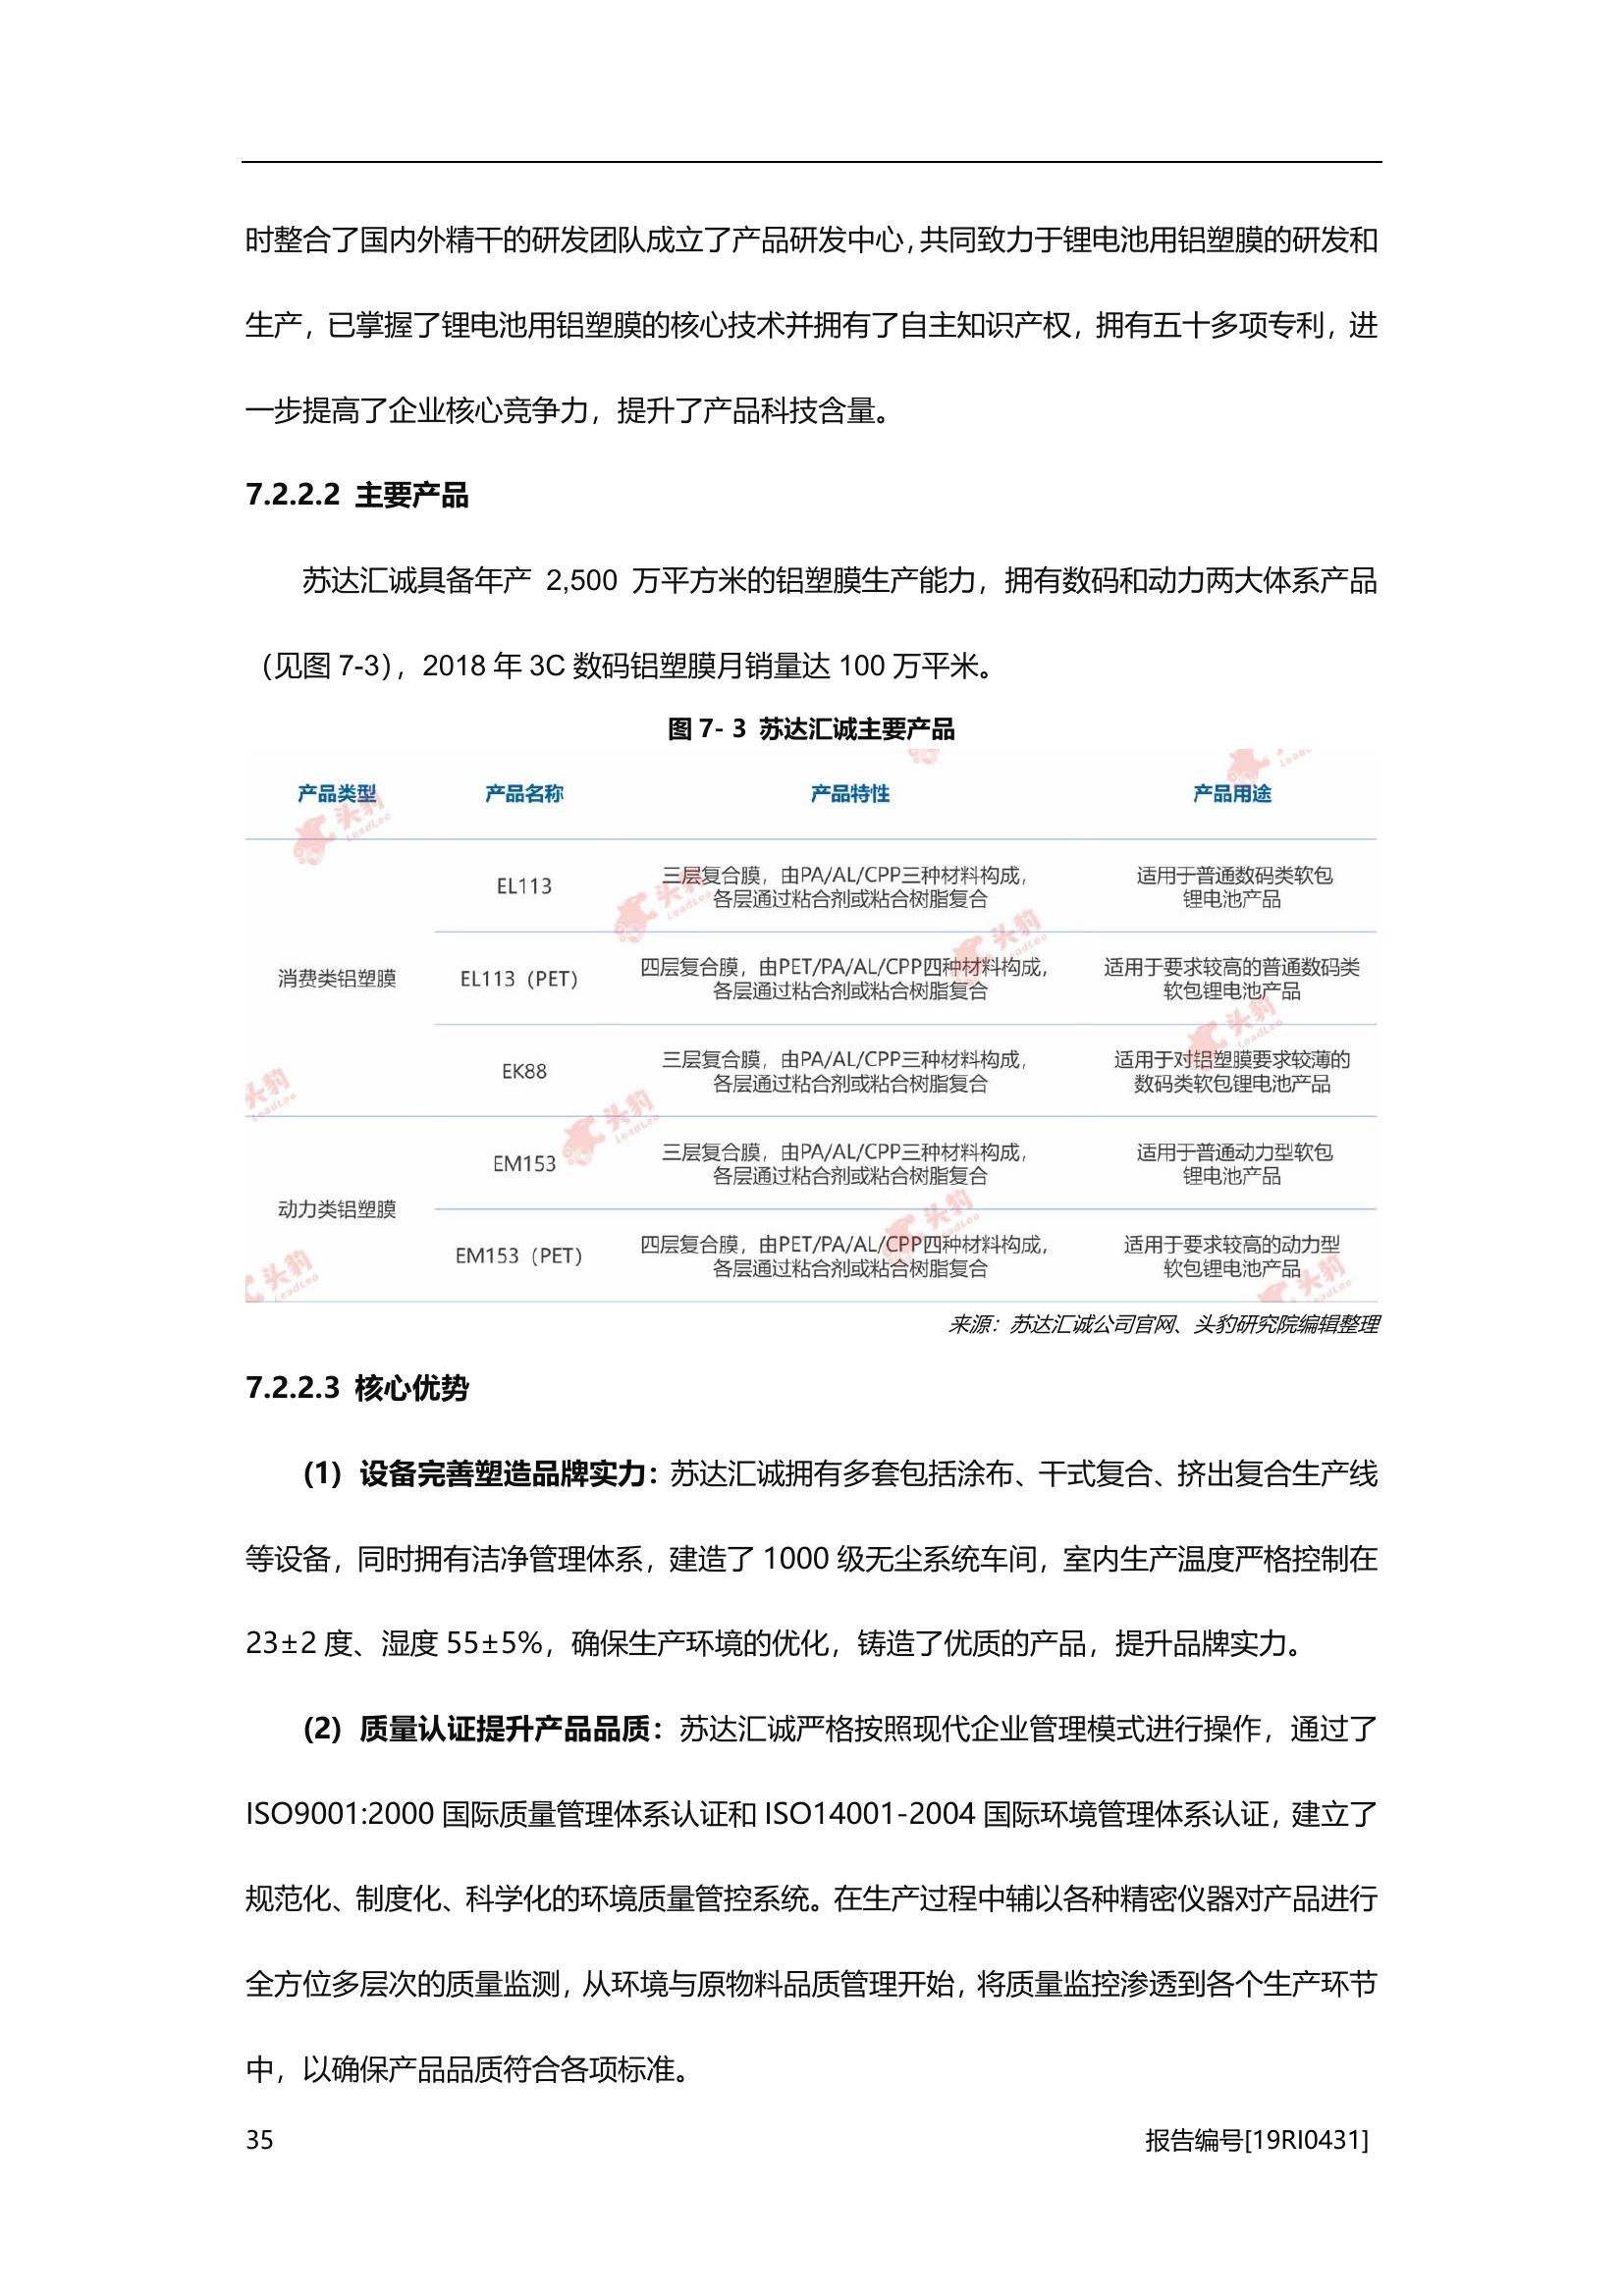 时整合了国内外精干的研发团队成立了产品研发中心，共同致力于锂电池用铝塑膜的研发和
生产，已掌握了锂电池用铝塑膜的核心技术并拥有了自主知识产权，拥有五十多项专利，进
一步提高了企业核心竞争力，提升了产品科技含量。
7.2.2.2 主要产品
苏达汇诚具备年产 2,500 万平方米的铝塑膜生产能力，拥有数码和动力两大体系产品
（见图 7-3），2018 年 3C 数码铝塑膜月销量达 100 万平米。
图 7- 3 苏达汇诚主要产品
产品类型 产品名称 产品特性 产品用途
消费类铝塑膜
EL113
三层复合膜，由PA/AL/CPP三种材料构成，
各层通过粘合剂或粘合树脂复合
适用于普通数码类软包
锂电池产品
EL113（PET）
四层复合膜，由PET/PA/AL/CPP四种材料构成，
各层通过粘合剂或粘合树脂复合
适用于要求较高的普通数码类
软包锂电池产品
EK88
三层复合膜，由PA/AL/CPP三种材料构成，
各层通过粘合剂或粘合树脂复合
适用于对铝塑膜要求较薄的
数码类软包锂电池产品
动力类铝塑膜
EM153
三层复合膜，由PA/AL/CPP三种材料构成，
各层通过粘合剂或粘合树脂复合
适用于普通动力型软包
锂电池产品
EM153（PET）
四层复合膜，由PET/PA/AL/CPP四种材料构成，
各层通过粘合剂或粘合树脂复合
适用于要求较高的动力型
软包锂电池产品
头豹
LeadLeo
来源：苏达汇诚公司官网、头豹研究院编辑整理
7.2.2.3 核心优势
(1) 设备完善塑造品牌实力：苏达汇诚拥有多套包括涂布、干式复合、挤出复合生产线
等设备，同时拥有洁净管理体系，建造了 1000 级无尘系统车间，室内生产温度严格控制在
23±2 度、湿度 55±5%，确保生产环境的优化，铸造了优质的产品，提升品牌实力。
(2) 质量认证提升产品品质：苏达汇诚严格按照现代企业管理模式进行操作，通过了
ISO9001:2000 国际质量管理体系认证和 ISO14001-2004 国际环境管理体系认证，建立了
规范化、制度化、科学化的环境质量管控系统。在生产过程中辅以各种精密仪器对产品进行
全方位多层次的质量监测，从环境与原物料品质管理开始，将质量监控渗透到各个生产环节
中，以确保产品品质符合各项标准。
35 报告编号[19RI0431]